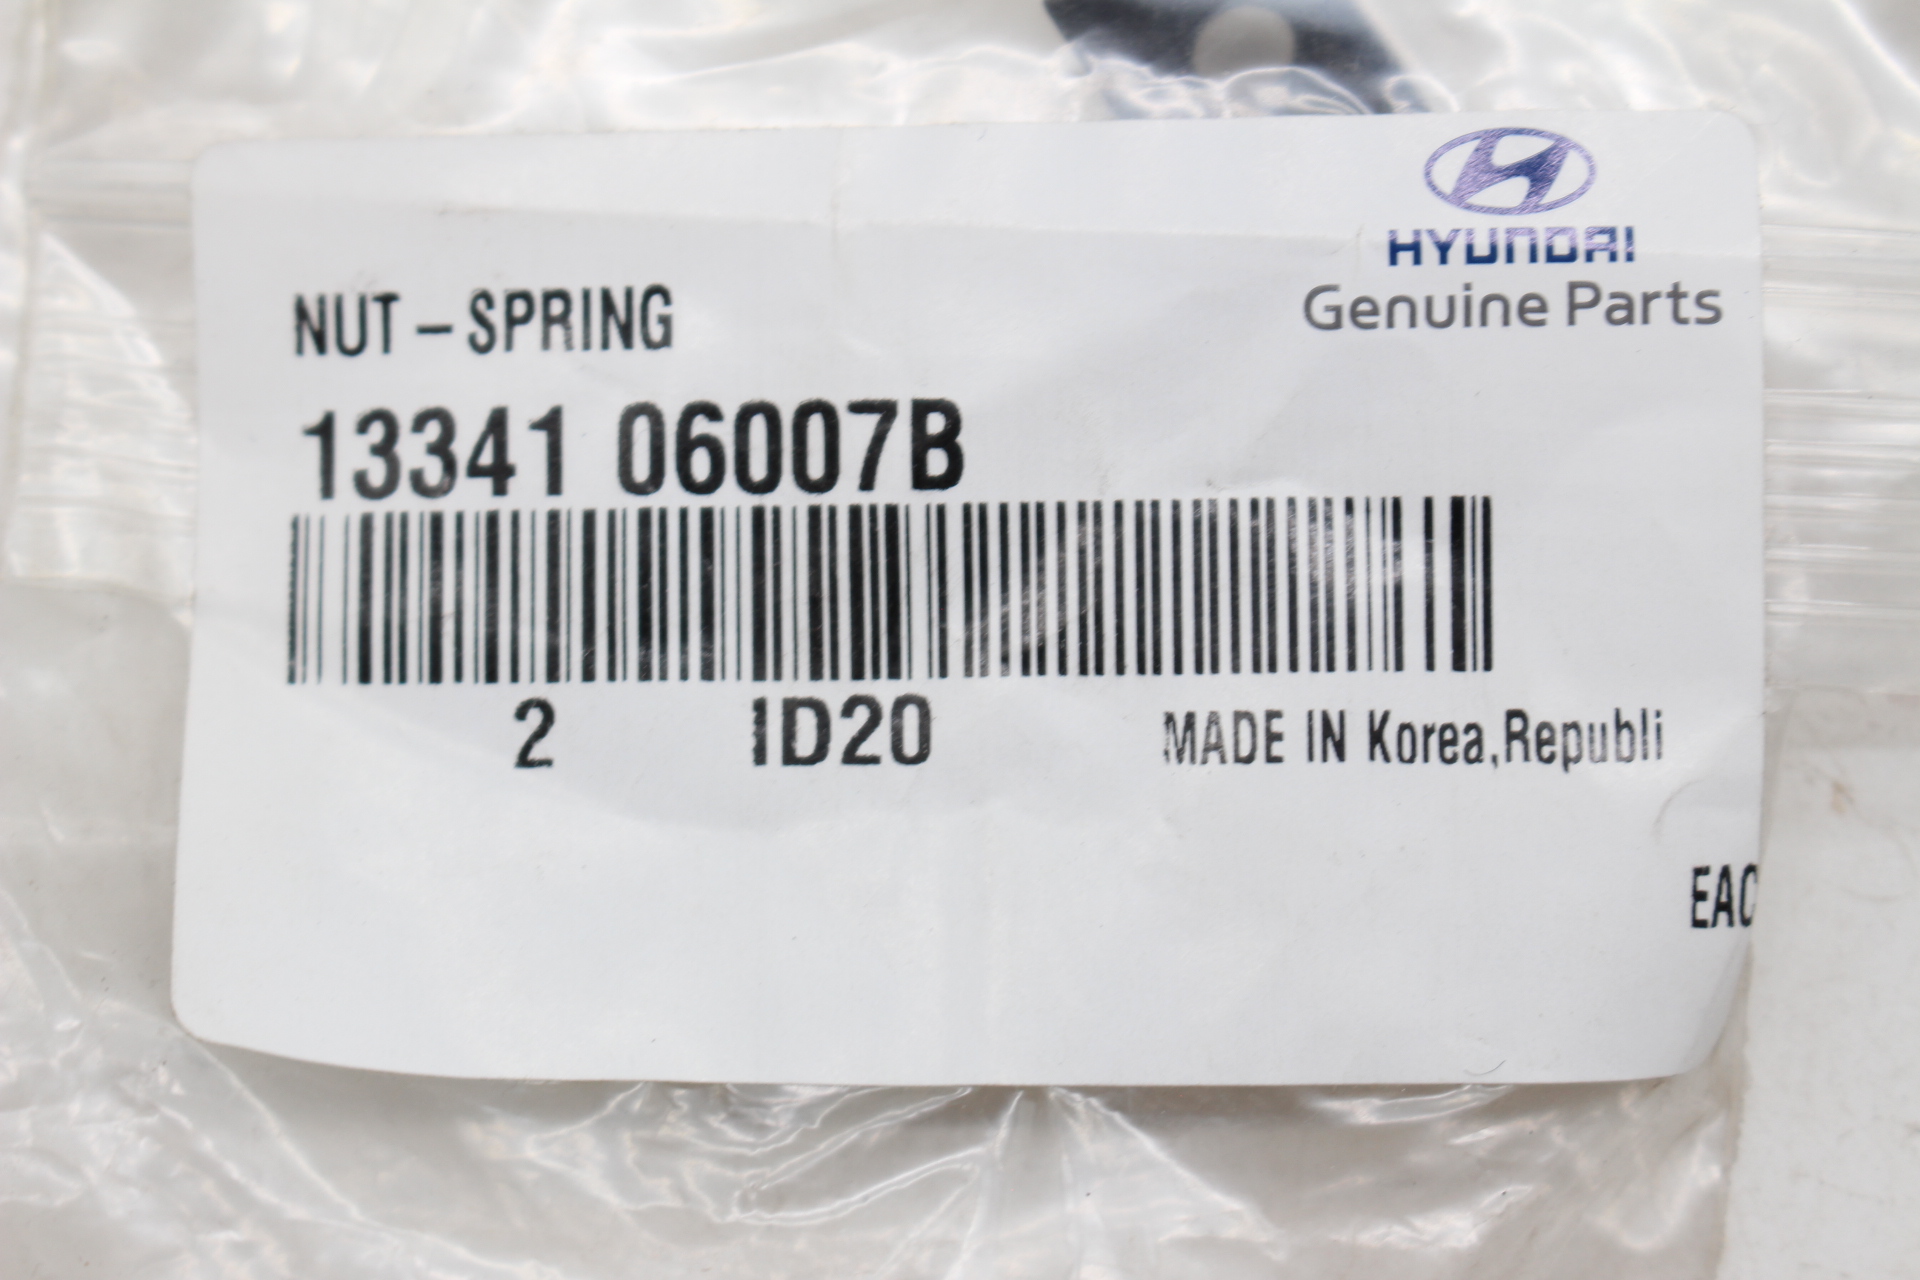 HYUNDAI
Genuine Parts
NUT-SPRING
13341 06007B
2 ID20 MADE IN Korea,Republi
EAC